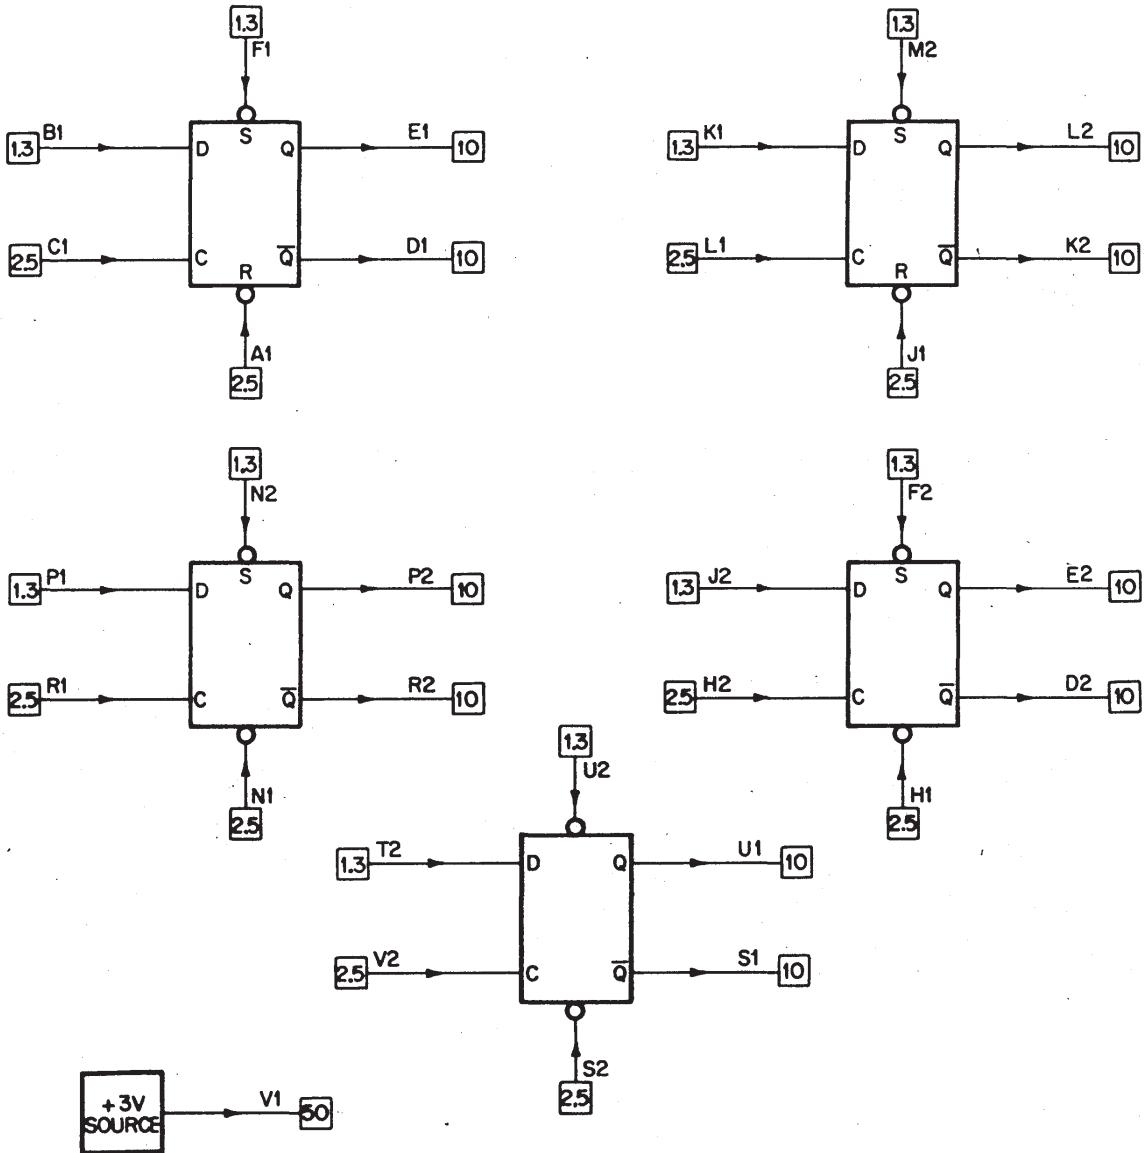 1.3
F1
1.3 B1 D S Q E1 10
2.5 C1 C R Q D1 10
A1
2.5
1.3
M2
1.3 K1 D S Q L2 10
2.5 L1 C R Q K2 10
J1
2.5
1.3
N2
1.3 P1 D S Q P2 10
2.5 R1 C Q R2 10
N1
2.5
1.3
F2
1.3 J2 D S Q E2 10
2.5 H2 C Q D2 10
H1
2.5
1.3
U2
1.3 T2 D Q U1 10
2.5 V2 C Q S1 10
S2
2.5
+3V
SOURCE
V1 50